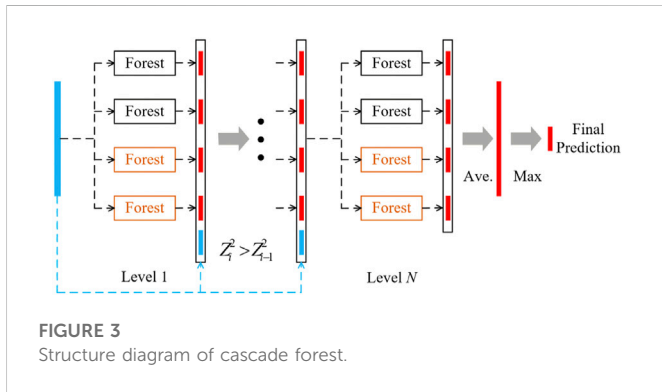 Forest
Forest
Forest
Forest
Level 1
Z_i^2 > Z_{i-1}^2
Forest
Forest
Forest
Forest
Level N
Ave.
Max
Final
Prediction
FIGURE 3
Structure diagram of cascade forest.